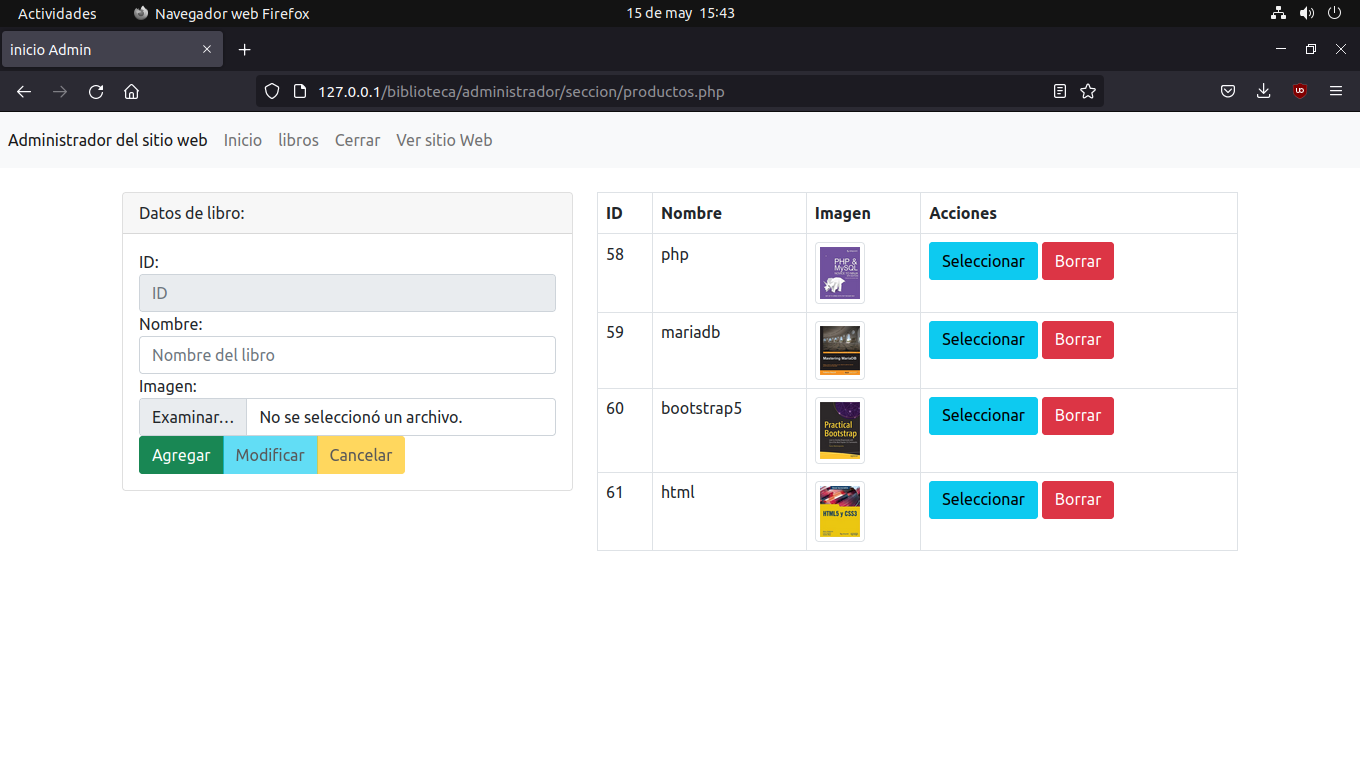 Actividades Navegador web Firefox 15 de may 15:43
inicio Admin
127.0.0.1/biblioteca/administrador/seccion/productos.php
Administrador del sitio web Inicio libros Cerrar Ver sitio Web
Datos de libro:
ID:
ID
Nombre:
Nombre del libro
Imagen:
Examinar... No se seleccionó un archivo.
Agregar Modificar Cancelar
ID Nombre Imagen Acciones
58 php Seleccionar Borrar
PHP &
MySQL
59 mariadb Seleccionar Borrar
Mastering MariaDB
60 bootstrap5 Seleccionar Borrar
Practical
Bootstrap
61 html Seleccionar Borrar
HTML5 y CSS3